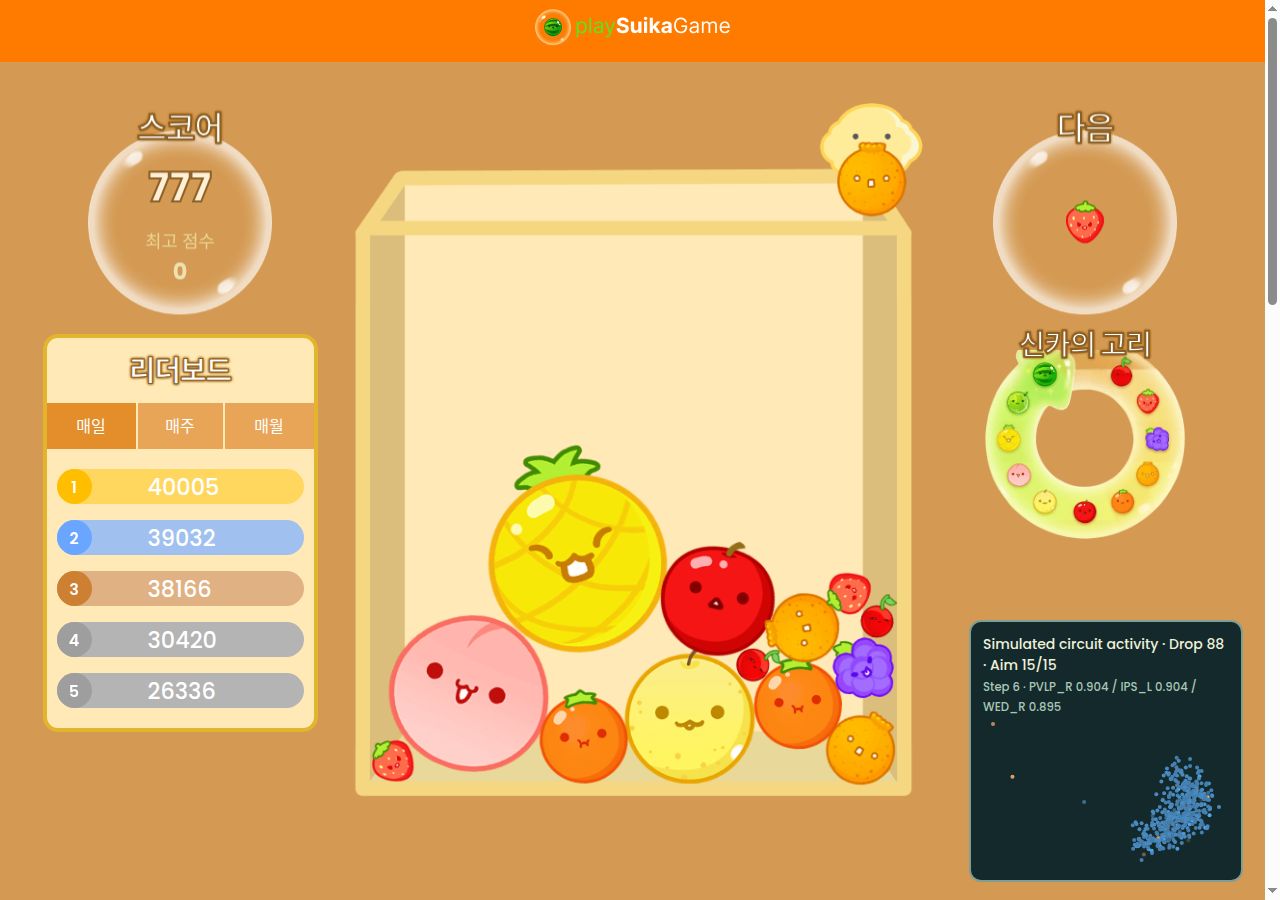 playSuikaGame
스코어
777
최고 점수
0
리더보드
매일 매주 매월
1 40005
2 39032
3 38166
4 30420
5 26336
다음
신카의 고리
Simulated circuit activity · Drop 88
· Aim 15/15
Step 6 · PVLP_R 0.904 / IPS_L 0.904 /
WED_R 0.895